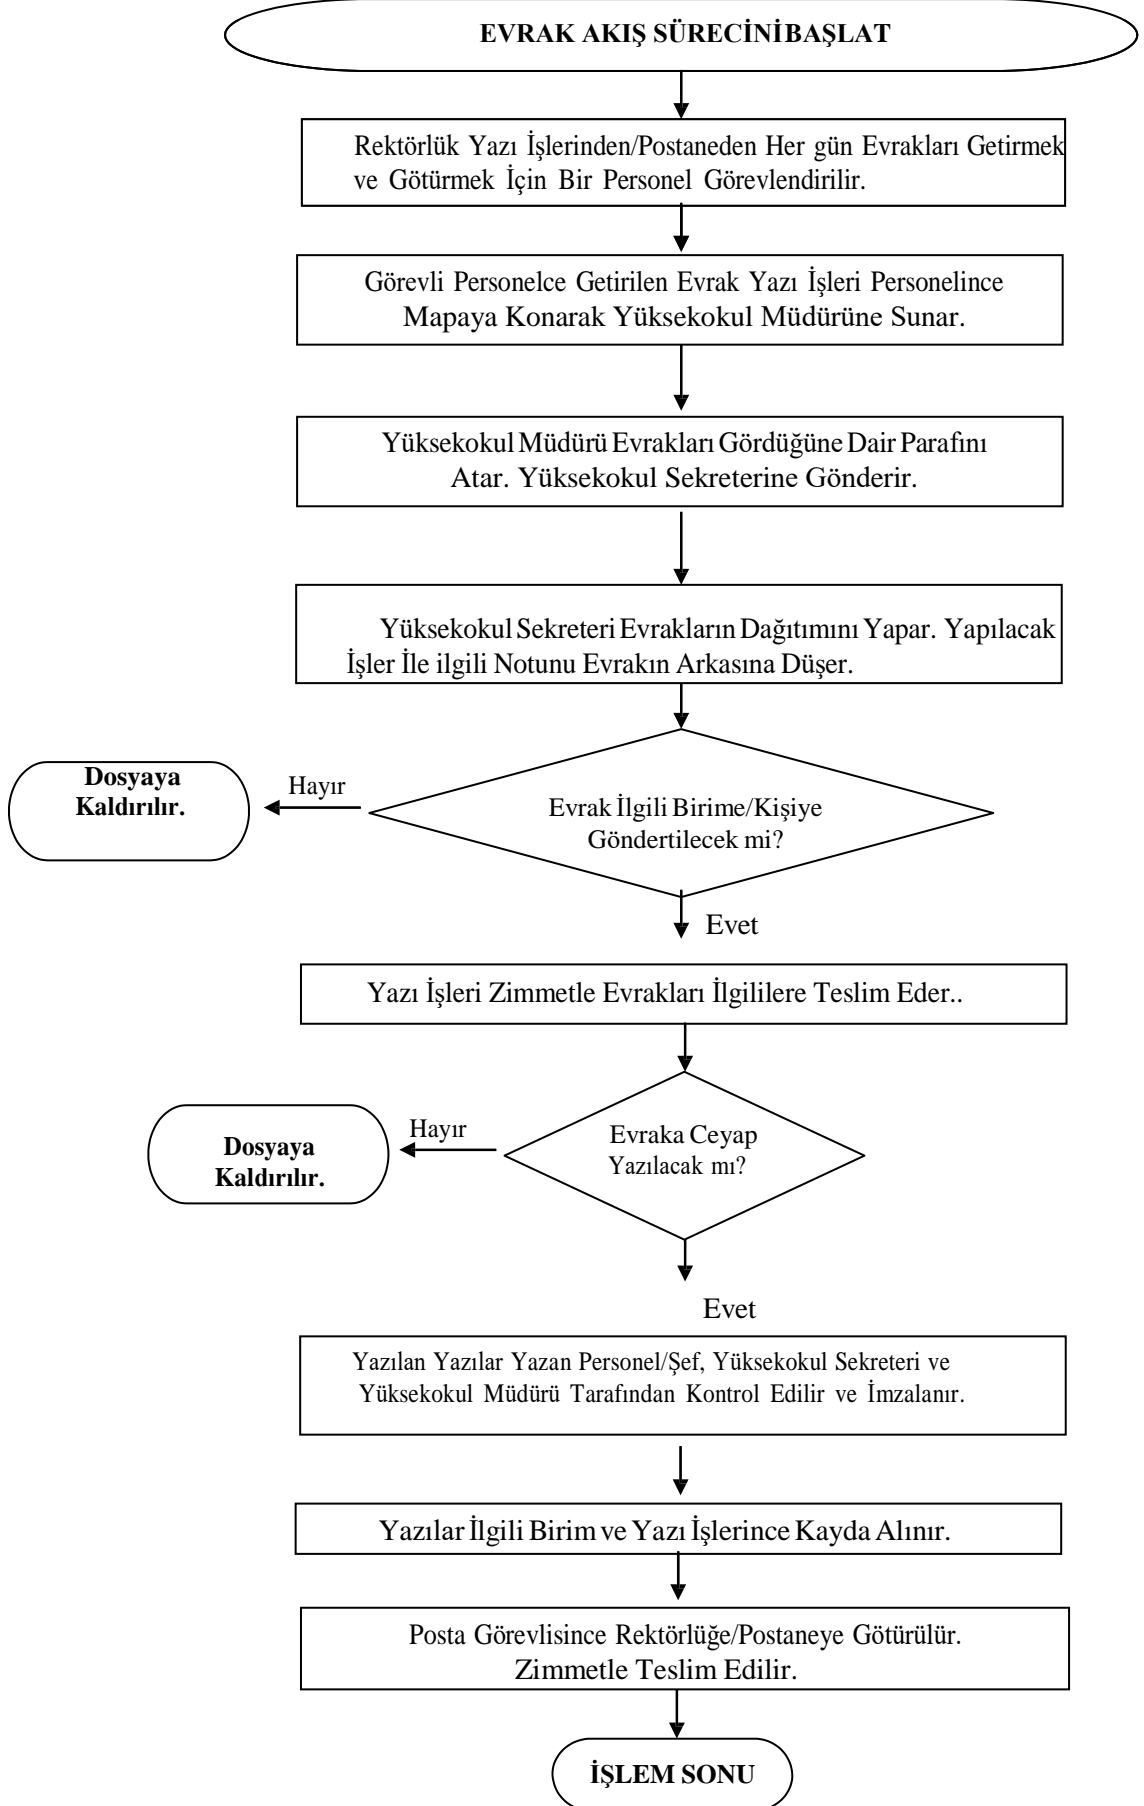 EVRAK AKIŞ SÜRECİNİ BAŞLAT
Rektörlük Yazı İşlerinden/Postaneden Her gün Evrakları Getirmek
ve Götürmek İçin Bir Personel Görevlendirilir.
Görevli Personelce Getirilen Evrak Yazı İşleri Personelince
Mapaya Konarak Yüksekokul Müdürüne Sunar.
Yüksekokul Müdürü Evrakları Gördüğüne Dair Parafını
Atar. Yüksekokul Sekreterine Gönderir.
Yüksekokul Sekreteri Evrakların Dağıtımını Yapar. Yapılacak
İşler İle ilgili Notunu Evrakın Arkasına Düşer.
Dosyaya
Kaldırılır.
Hayır
Evrak İlgili Birime/Kişiye
Göndertilecek mi?
Evet
Yazı İşleri Zimmetle Evrakları İlgililere Teslim Eder..
Dosyaya
Kaldırılır.
Hayır
Evraka Ceyap
Yazılacak mı?
Evet
Yazılan Yazılar Yazan Personel/Şef, Yüksekokul Sekreteri ve
Yüksekokul Müdürü Tarafından Kontrol Edilir ve İmzalanır.
Yazılar İlgili Birim ve Yazı İşlerince Kayda Alınır.
Posta Görevlisince Rektörlüğe/Postaneye Götürülür.
Zimmetle Teslim Edilir.
İŞLEM SONU